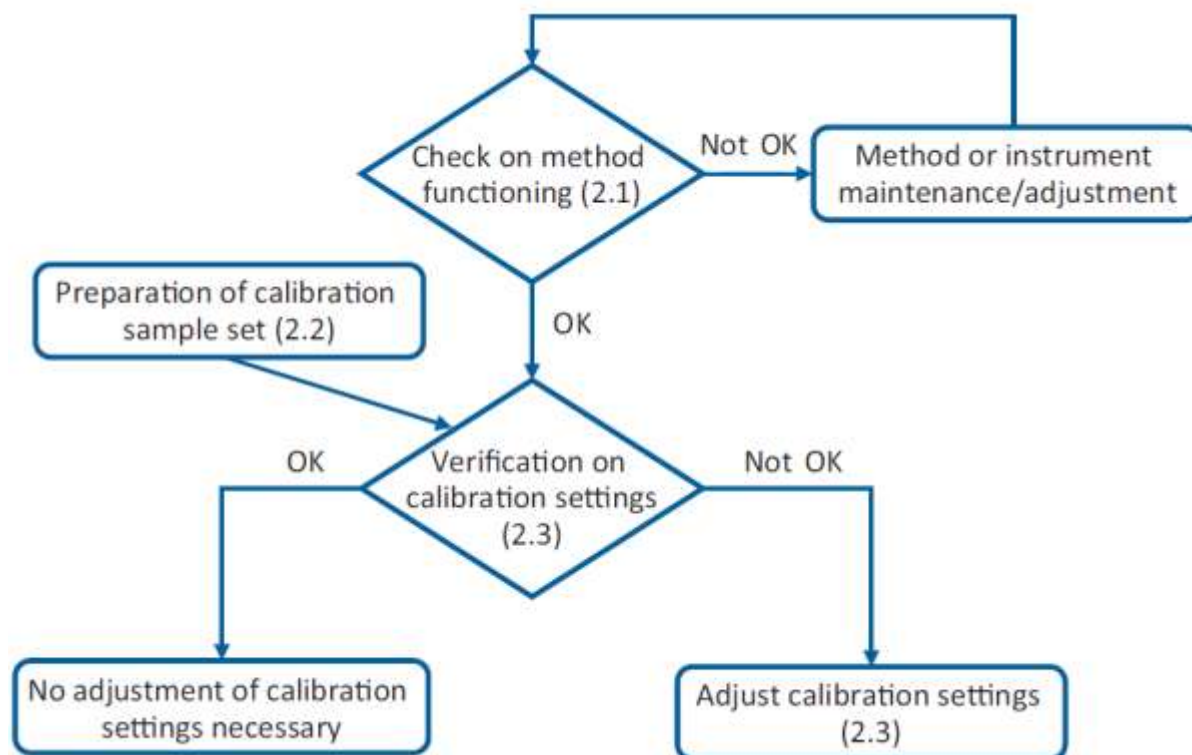 Check on method
functioning (2.1)
Not OK
Method or instrument
maintenance/adjustment
Preparation of calibration
sample set (2.2)
OK
OK
Verification on
calibration settings
(2.3)
Not OK
No adjustment of calibration
settings necessary
Adjust calibration settings
(2.3)